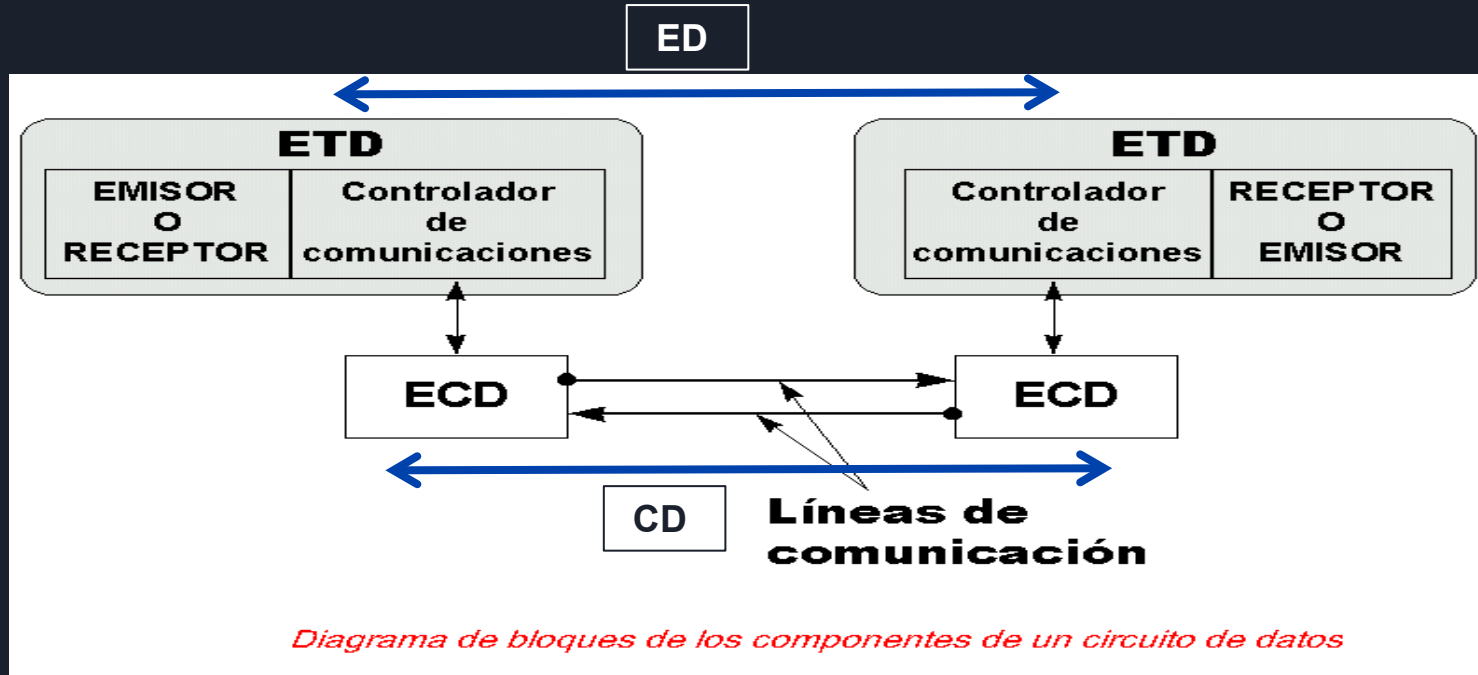 ED
ETD
EMISOR
O
RECEPTOR
Controlador
de
comunicaciones
ETD
Controlador
de
comunicaciones
RECEPTOR
O
EMISOR
ECD
ECD
CD
Líneas de
comunicación
Diagrama de bloques de los componentes de un circuito de datos